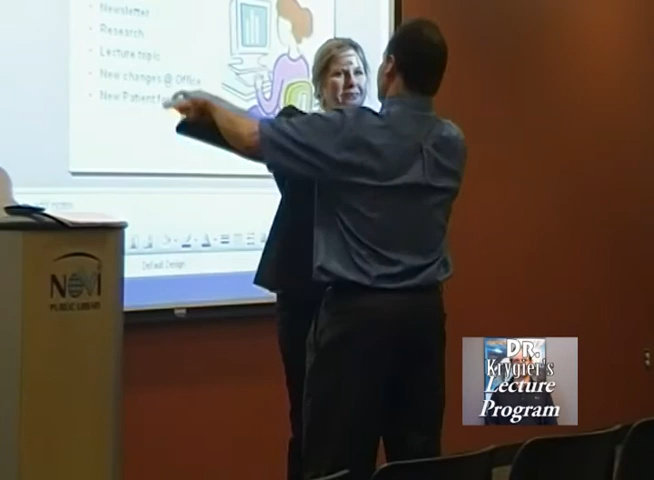 Newsletter
Research
Lecture topic
New changes @ Office
New Patient
Default Design
NOVI
PUBLIC LIBRARY
DR.
Krygier's
Lecture
Program